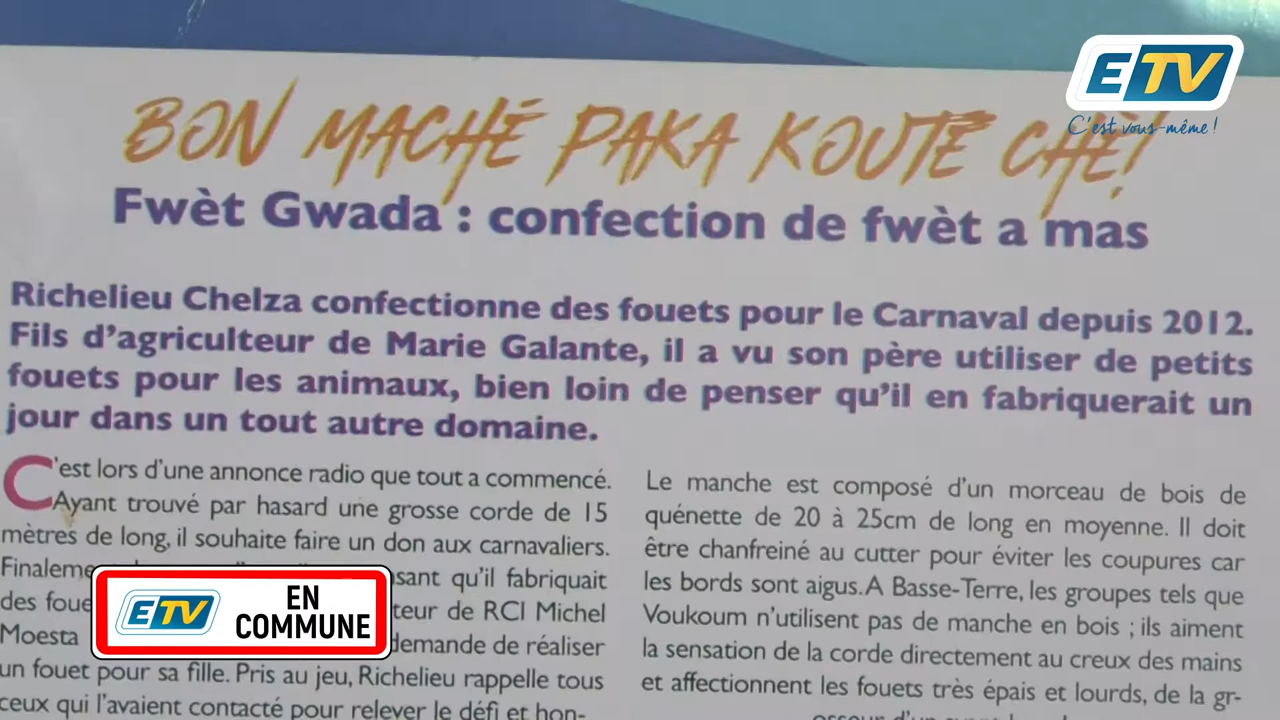 ETV
C'est vous-même !
BON MACHÉ PAKA KOUTÉ CHÈ!
Fwèt Gwada : confection de fwèt a mas
Richelieu Chelza confectionne des fouets pour le Carnaval depuis 2012.
Fils d'agriculteur de Marie Galante, il a vu son père utiliser de petits
fouets pour les animaux, bien loin de penser qu'il en fabriquerait un
jour dans un tout autre domaine.
C'est lors d'une annonce radio que tout a commencé.
Ayant trouvé par hasard une grosse corde de 15
mètres de long, il souhaite faire un don aux carnavaliers.
qu'il fabriquait
des
de RCI Michel
Moesta demande de réaliser
un fouet pour sa fille. Pris au jeu, Richelieu rappelle tous
ceux qui l'avaient contacté pour relever le défi et hon-
Le manche est composé d'un morceau de bois de
quénette de 20 à 25cm de long en moyenne. Il doit
être chanfreiné au cutter pour éviter les coupures car
les bords sont aigus. A Basse-Terre, les groupes tels que
Voukoum n'utilisent pas de manche en bois ; ils aiment
la sensation de la corde directement au creux des mains
et affectionnent les fouets très épais et lourds, de la gr-
ETV EN
COMMUNE